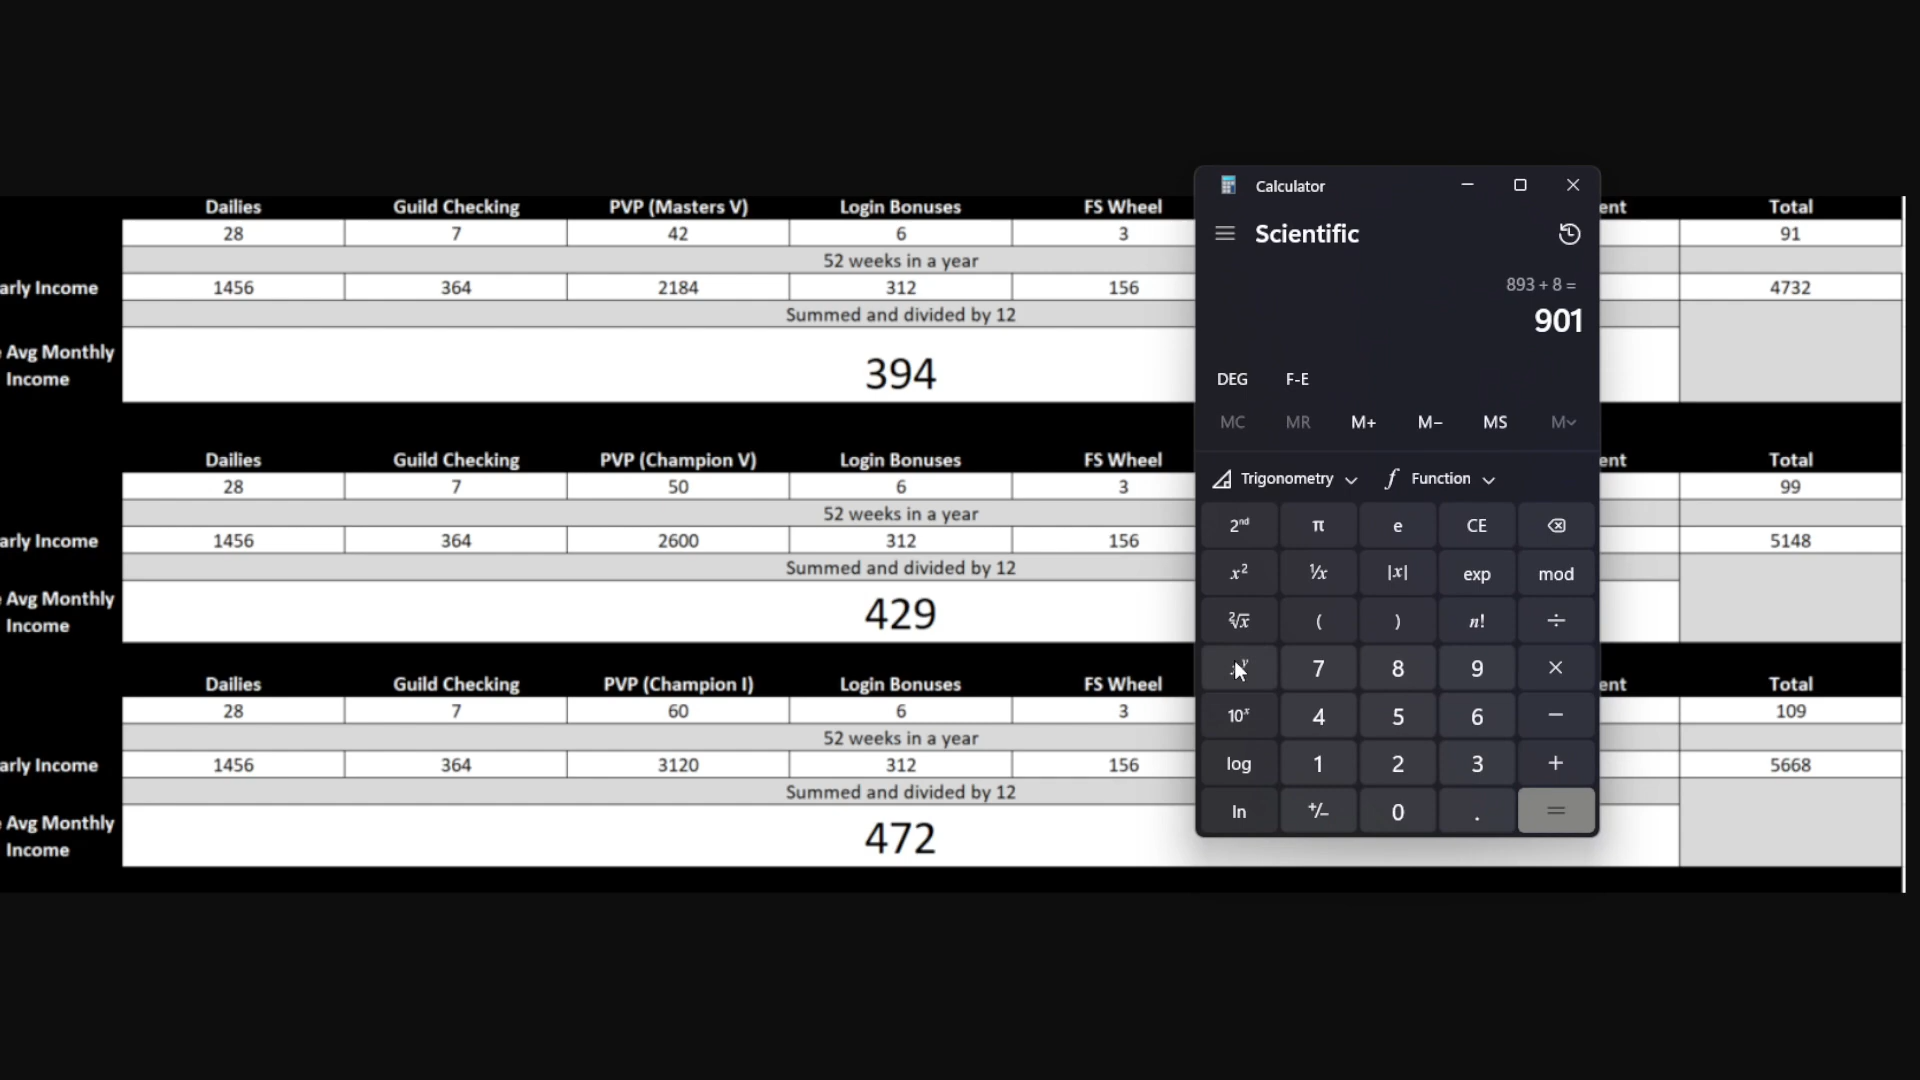 Dailies Guild Checking PVP (Masters V) Login Bonuses FS Wheel ent Total
28 7 42 6 3 91
52 weeks in a year
arly Income 1456 364 2184 312 156 4732
Summed and divided by 12
Avg Monthly
Income
394
Dailies Guild Checking PVP (Champion V) Login Bonuses FS Wheel ent Total
28 7 50 6 3 99
52 weeks in a year
arly Income 1456 364 2600 312 156 5148
Summed and divided by 12
Avg Monthly
Income
429
Dailies Guild Checking PVP (Champion I) Login Bonuses FS Wheel ent Total
28 7 60 6 3 109
52 weeks in a year
arly Income 1456 364 3120 312 156 5668
Summed and divided by 12
Avg Monthly
Income
472
Calculator
Scientific
893 + 8 =
901
DEG F-E
MC MR M+ M− MS M
Trigonometry Function
2nd π e CE
x² ¹/x |x| exp mod
²√x ( ) n! ÷
7 8 9 ×
10ˣ 4 5 6 −
log 1 2 3 +
ln +/− 0 . =